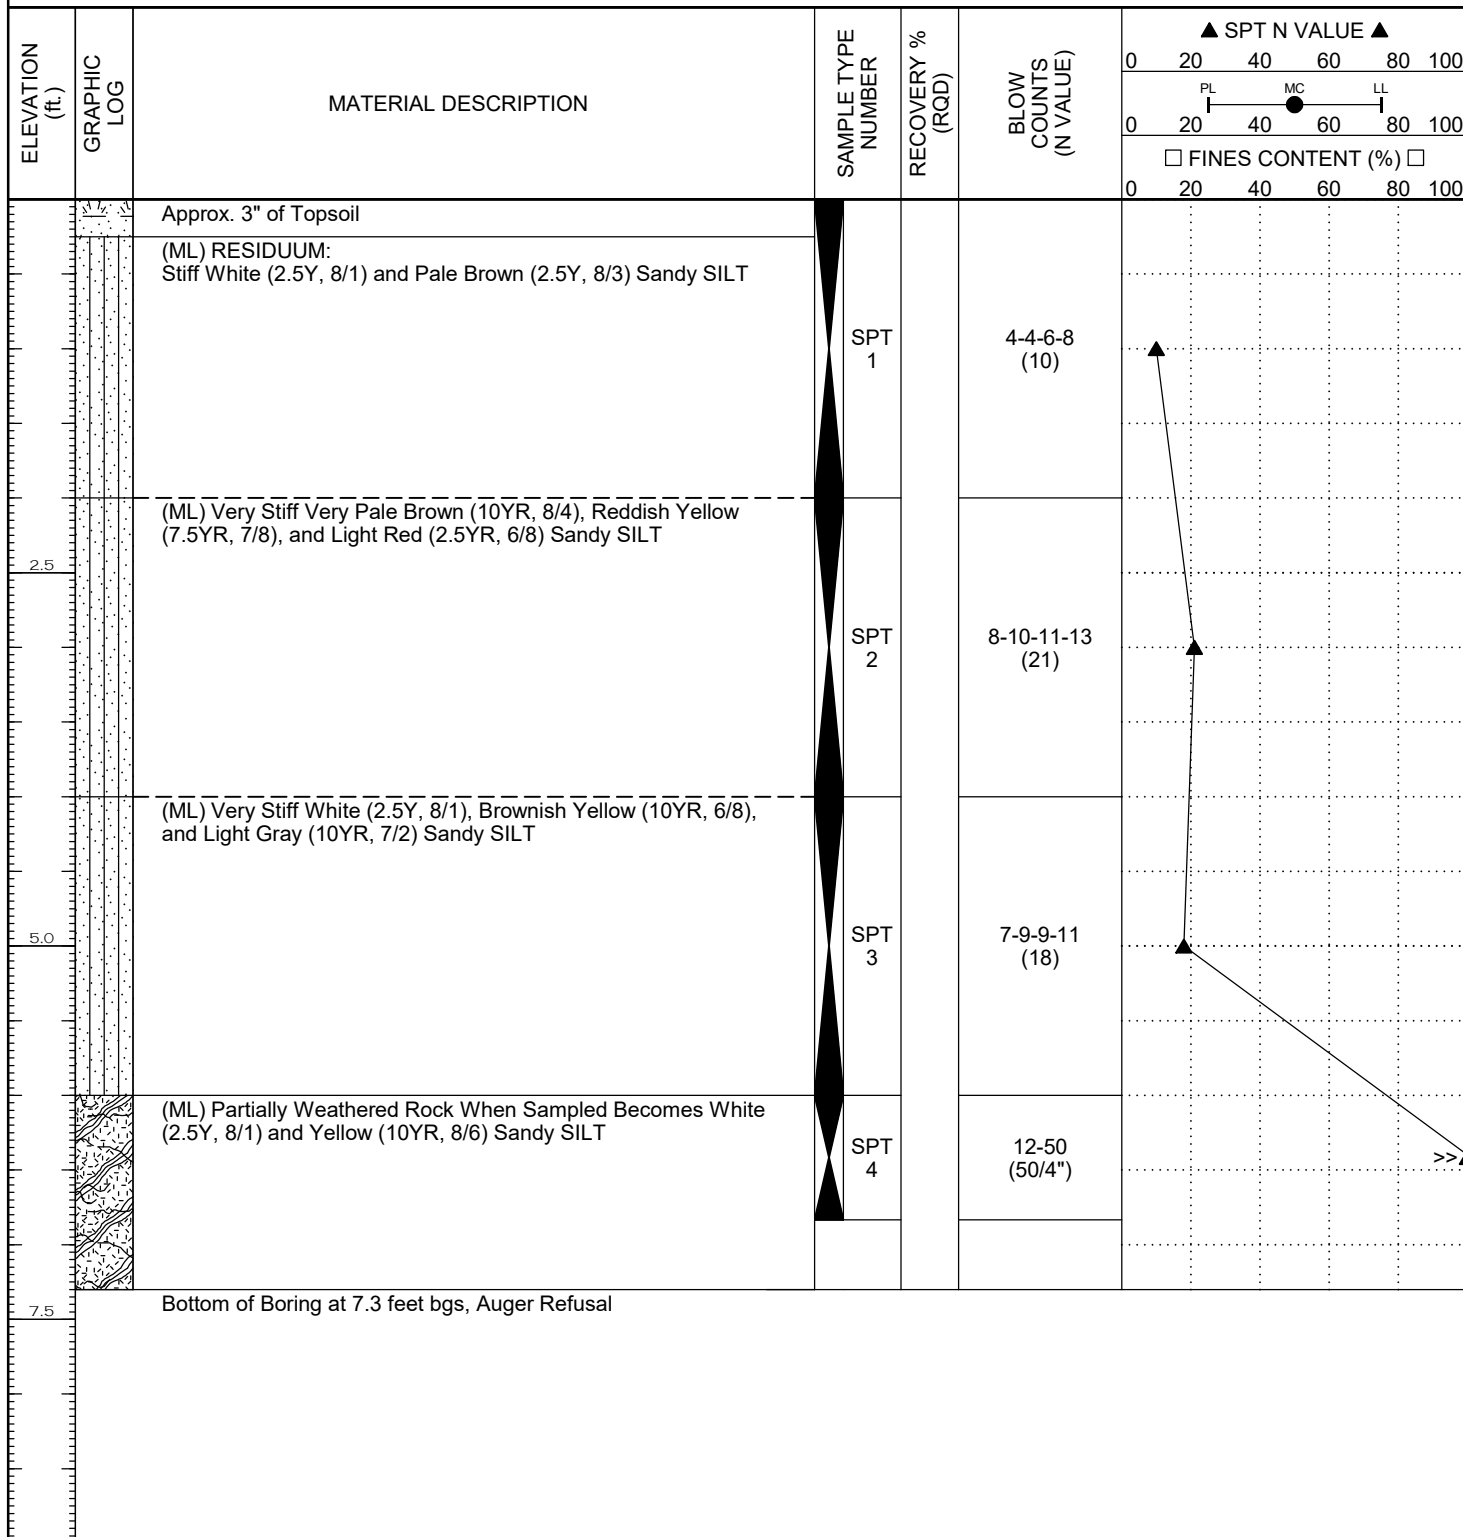 ELEVATION
(ft.)
GRAPHIC
LOG
MATERIAL DESCRIPTION
SAMPLE TYPE
NUMBER
RECOVERY %
(RQD)
BLOW
COUNTS
(N VALUE)
▲ SPT N VALUE ▲
0 20 40 60 80 100
PL MC LL
0 20 40 60 80 100
□ FINES CONTENT (%) □
0 20 40 60 80 100
Approx. 3" of Topsoil
(ML) RESIDUUM:
Stiff White (2.5Y, 8/1) and Pale Brown (2.5Y, 8/3) Sandy SILT
SPT
1
4-4-6-8
(10)
(ML) Very Stiff Very Pale Brown (10YR, 8/4), Reddish Yellow
(7.5YR, 7/8), and Light Red (2.5YR, 6/8) Sandy SILT
2.5
SPT
2
8-10-11-13
(21)
(ML) Very Stiff White (2.5Y, 8/1), Brownish Yellow (10YR, 6/8),
and Light Gray (10YR, 7/2) Sandy SILT
5.0
SPT
3
7-9-9-11
(18)
(ML) Partially Weathered Rock When Sampled Becomes White
(2.5Y, 8/1) and Yellow (10YR, 8/6) Sandy SILT
SPT
4
12-50
(50/4")
>>
Bottom of Boring at 7.3 feet bgs, Auger Refusal
7.5